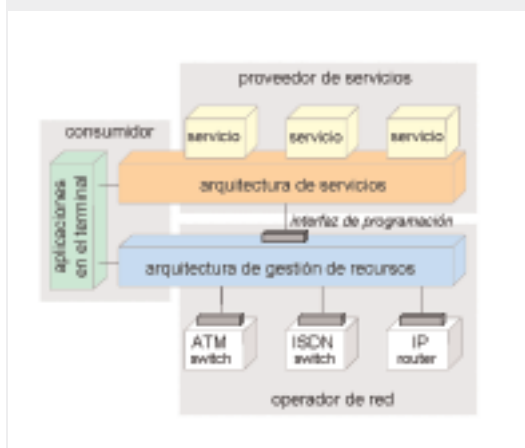 proveedor de servicios
consumidor
servicio
servicio
servicio
aplicaciones
en el terminal
arquitectura de servicios
interfaz de programación
arquitectura de gestión de recursos
ATM
switch
ISDN
switch
IP
router
operador de red